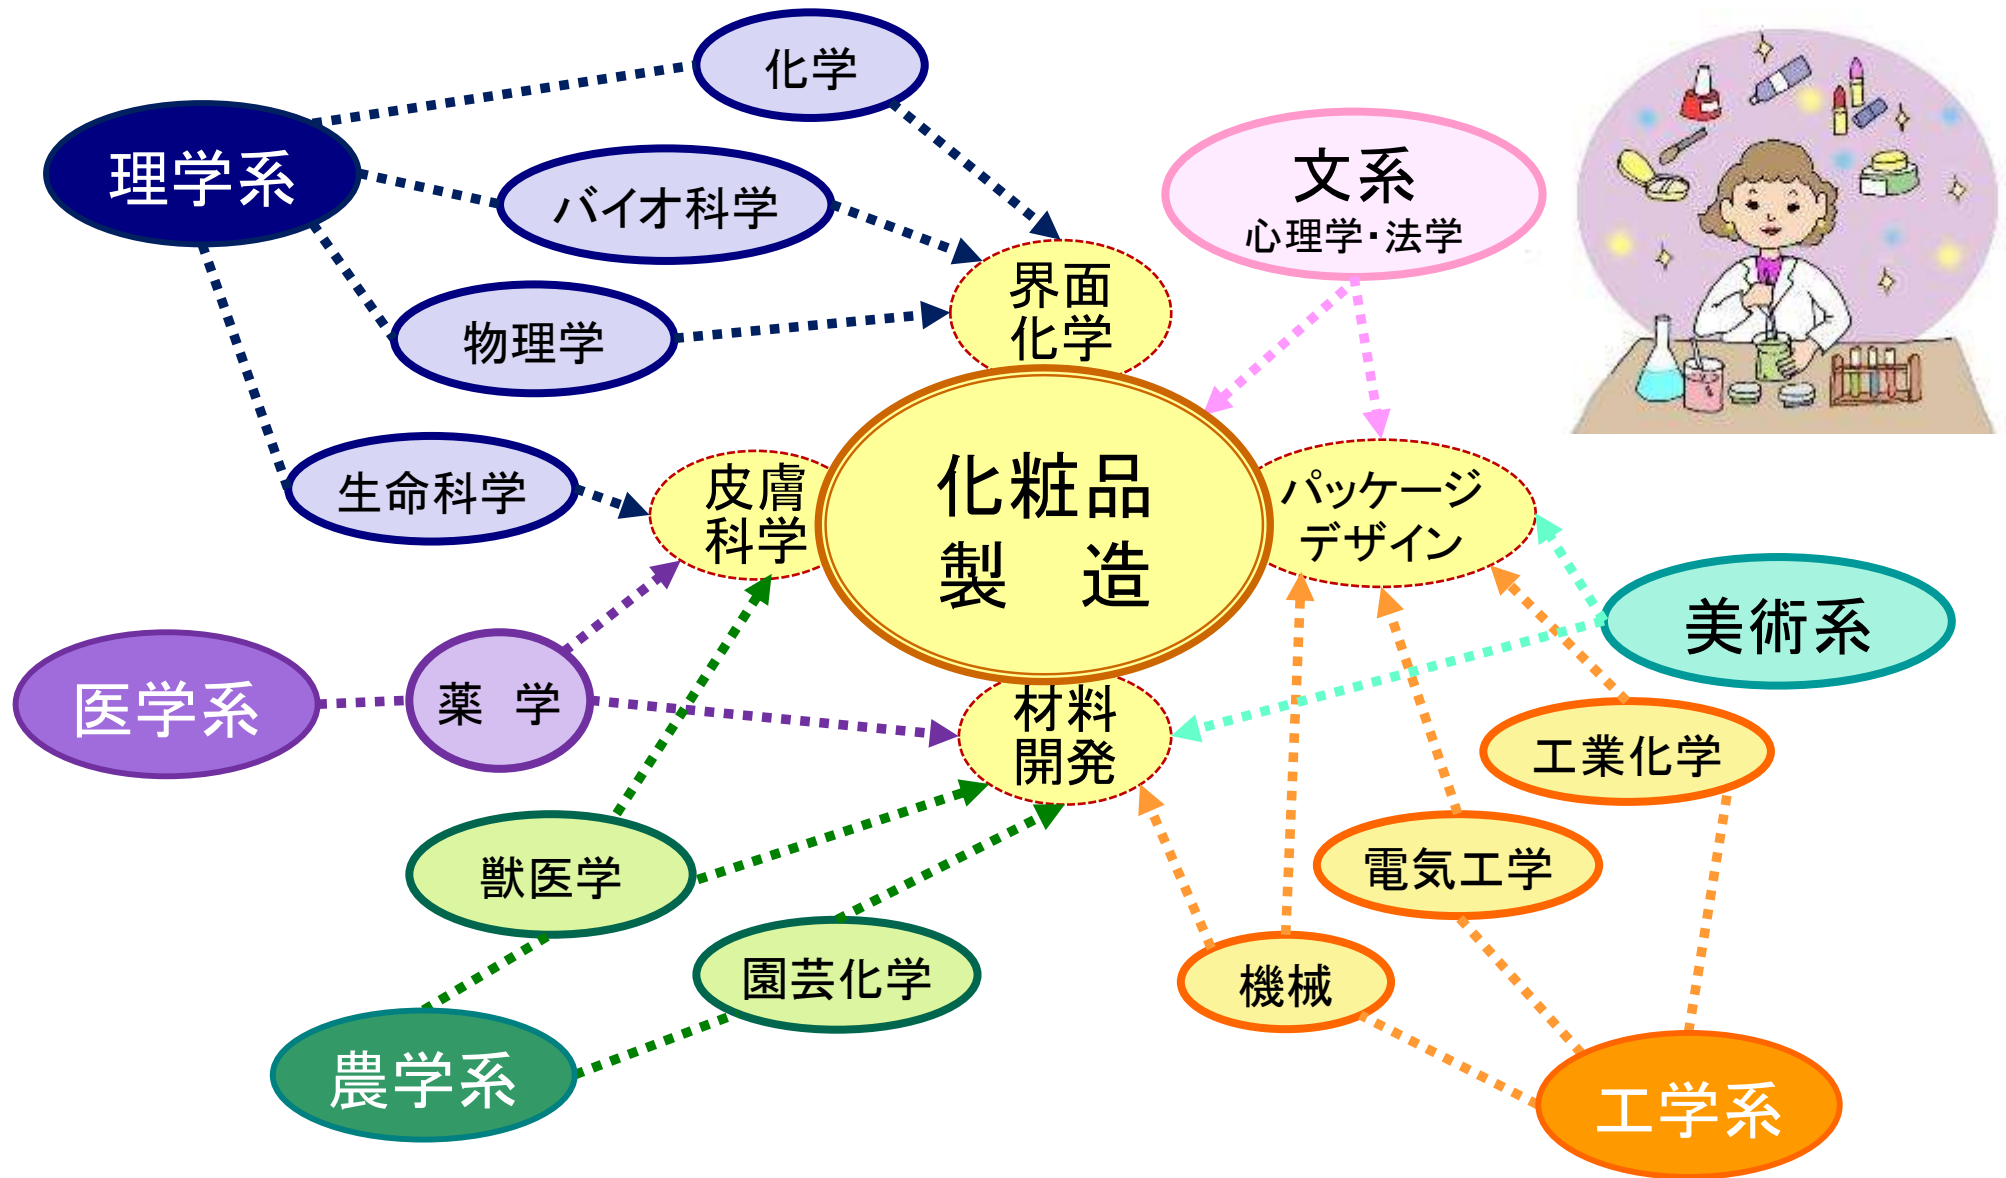 化学
理学系
バイオ科学
文系
心理学・法学
界面
化学
物理学
生命科学
皮膚
科学
化粧品
製　造
パッケージ
デザイン
美術系
医学系
薬　学
材料
開発
工業化学
獣医学
電気工学
園芸化学
機械
農学系
工学系